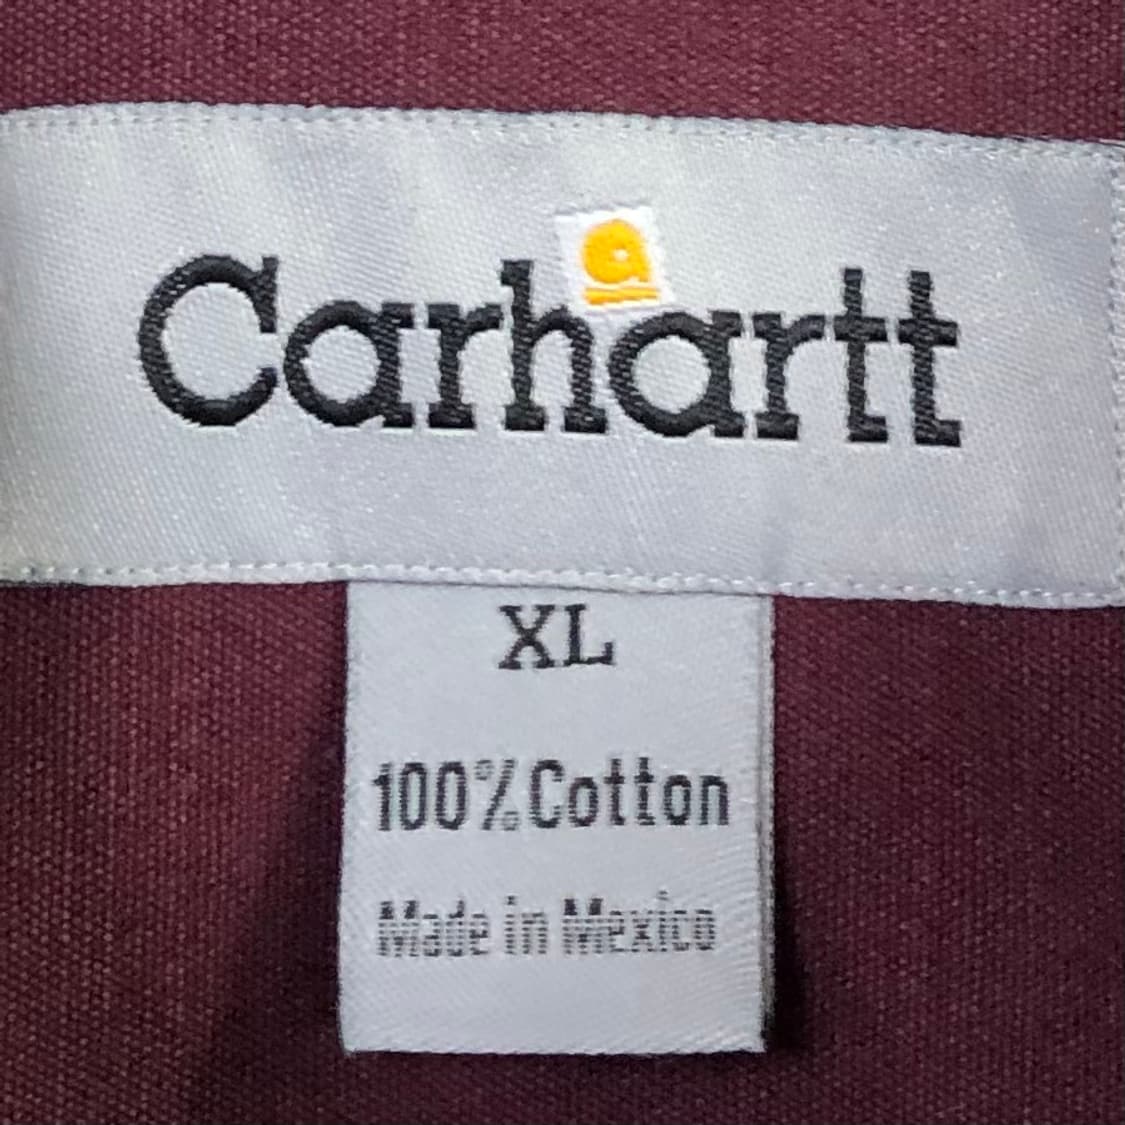 Carhartt
XL
100% Cotton
Made in Mexico